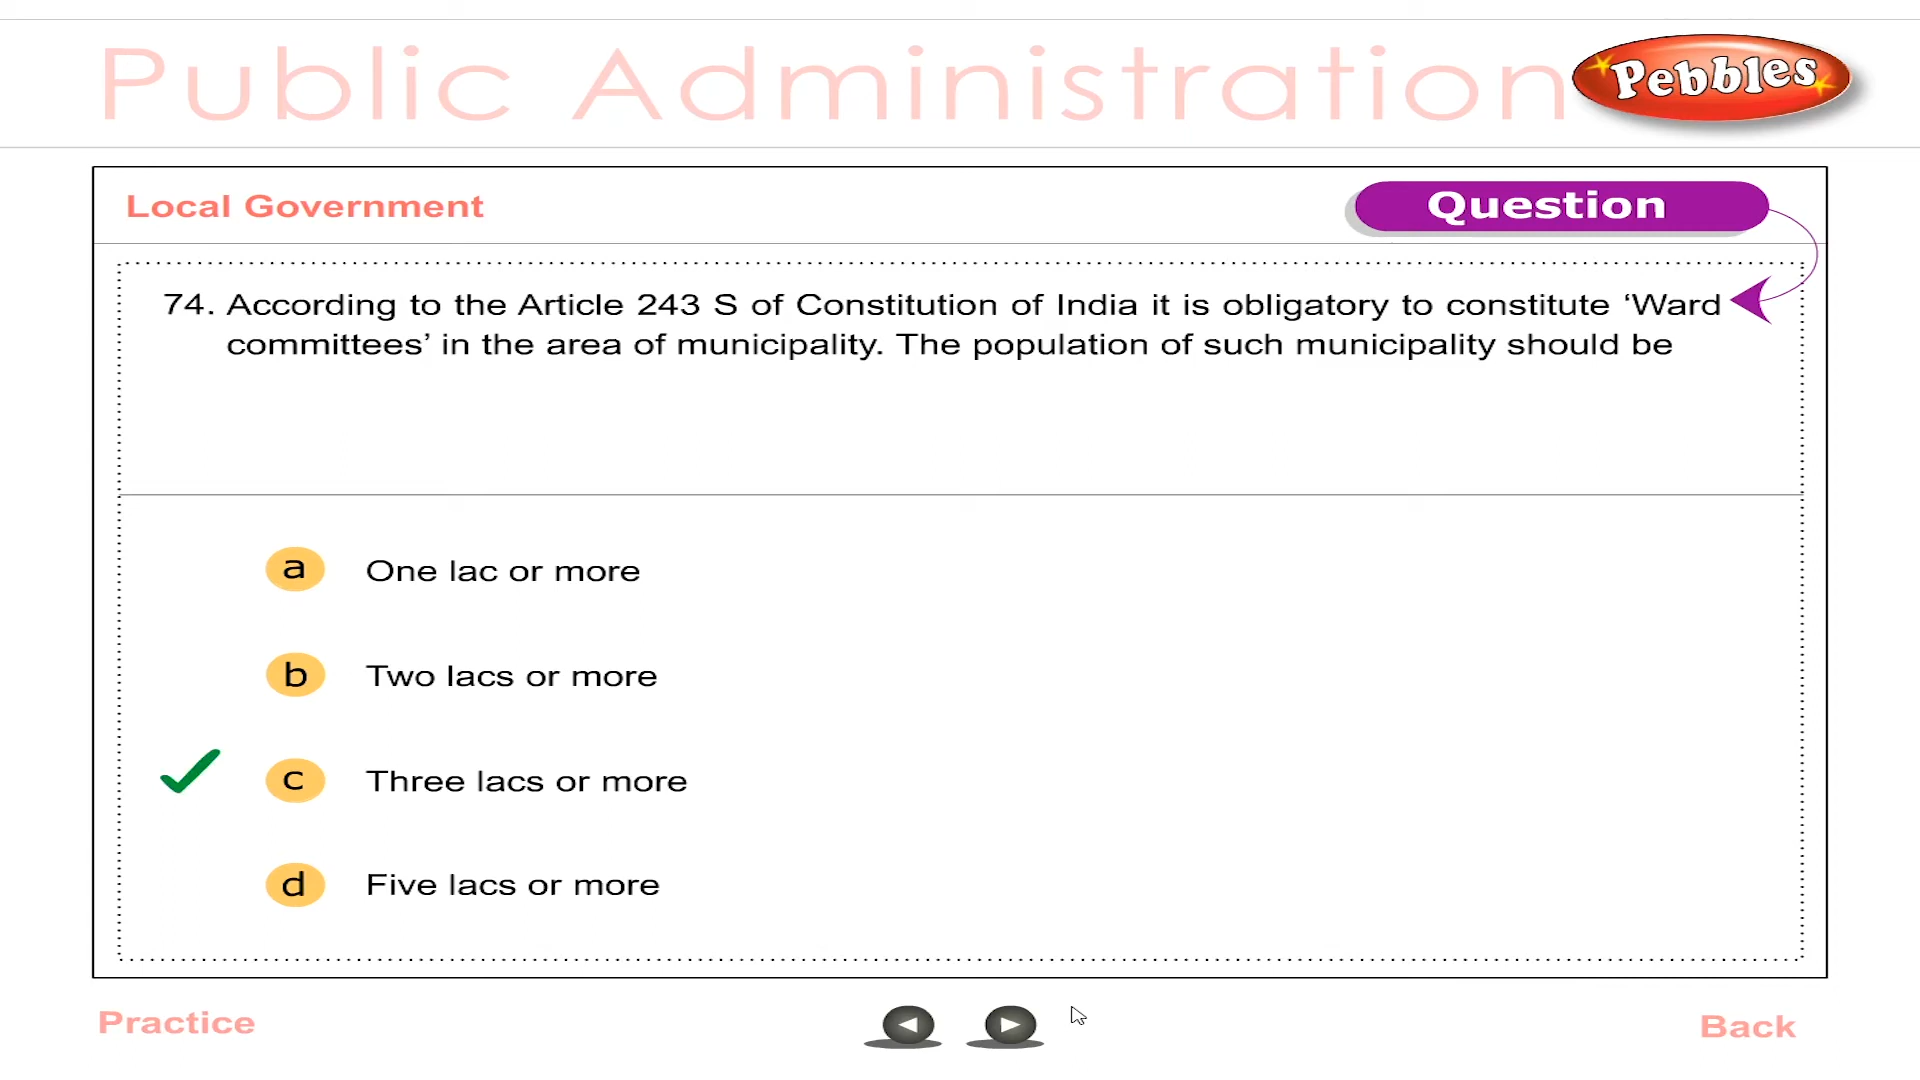 Public Administration
Pebbles
Local Government
Question
74. According to the Article 243 S of Constitution of India it is obligatory to constitute ‘Ward
committees’ in the area of municipality. The population of such municipality should be
a One lac or more
b Two lacs or more
c Three lacs or more
d Five lacs or more
Practice
Back